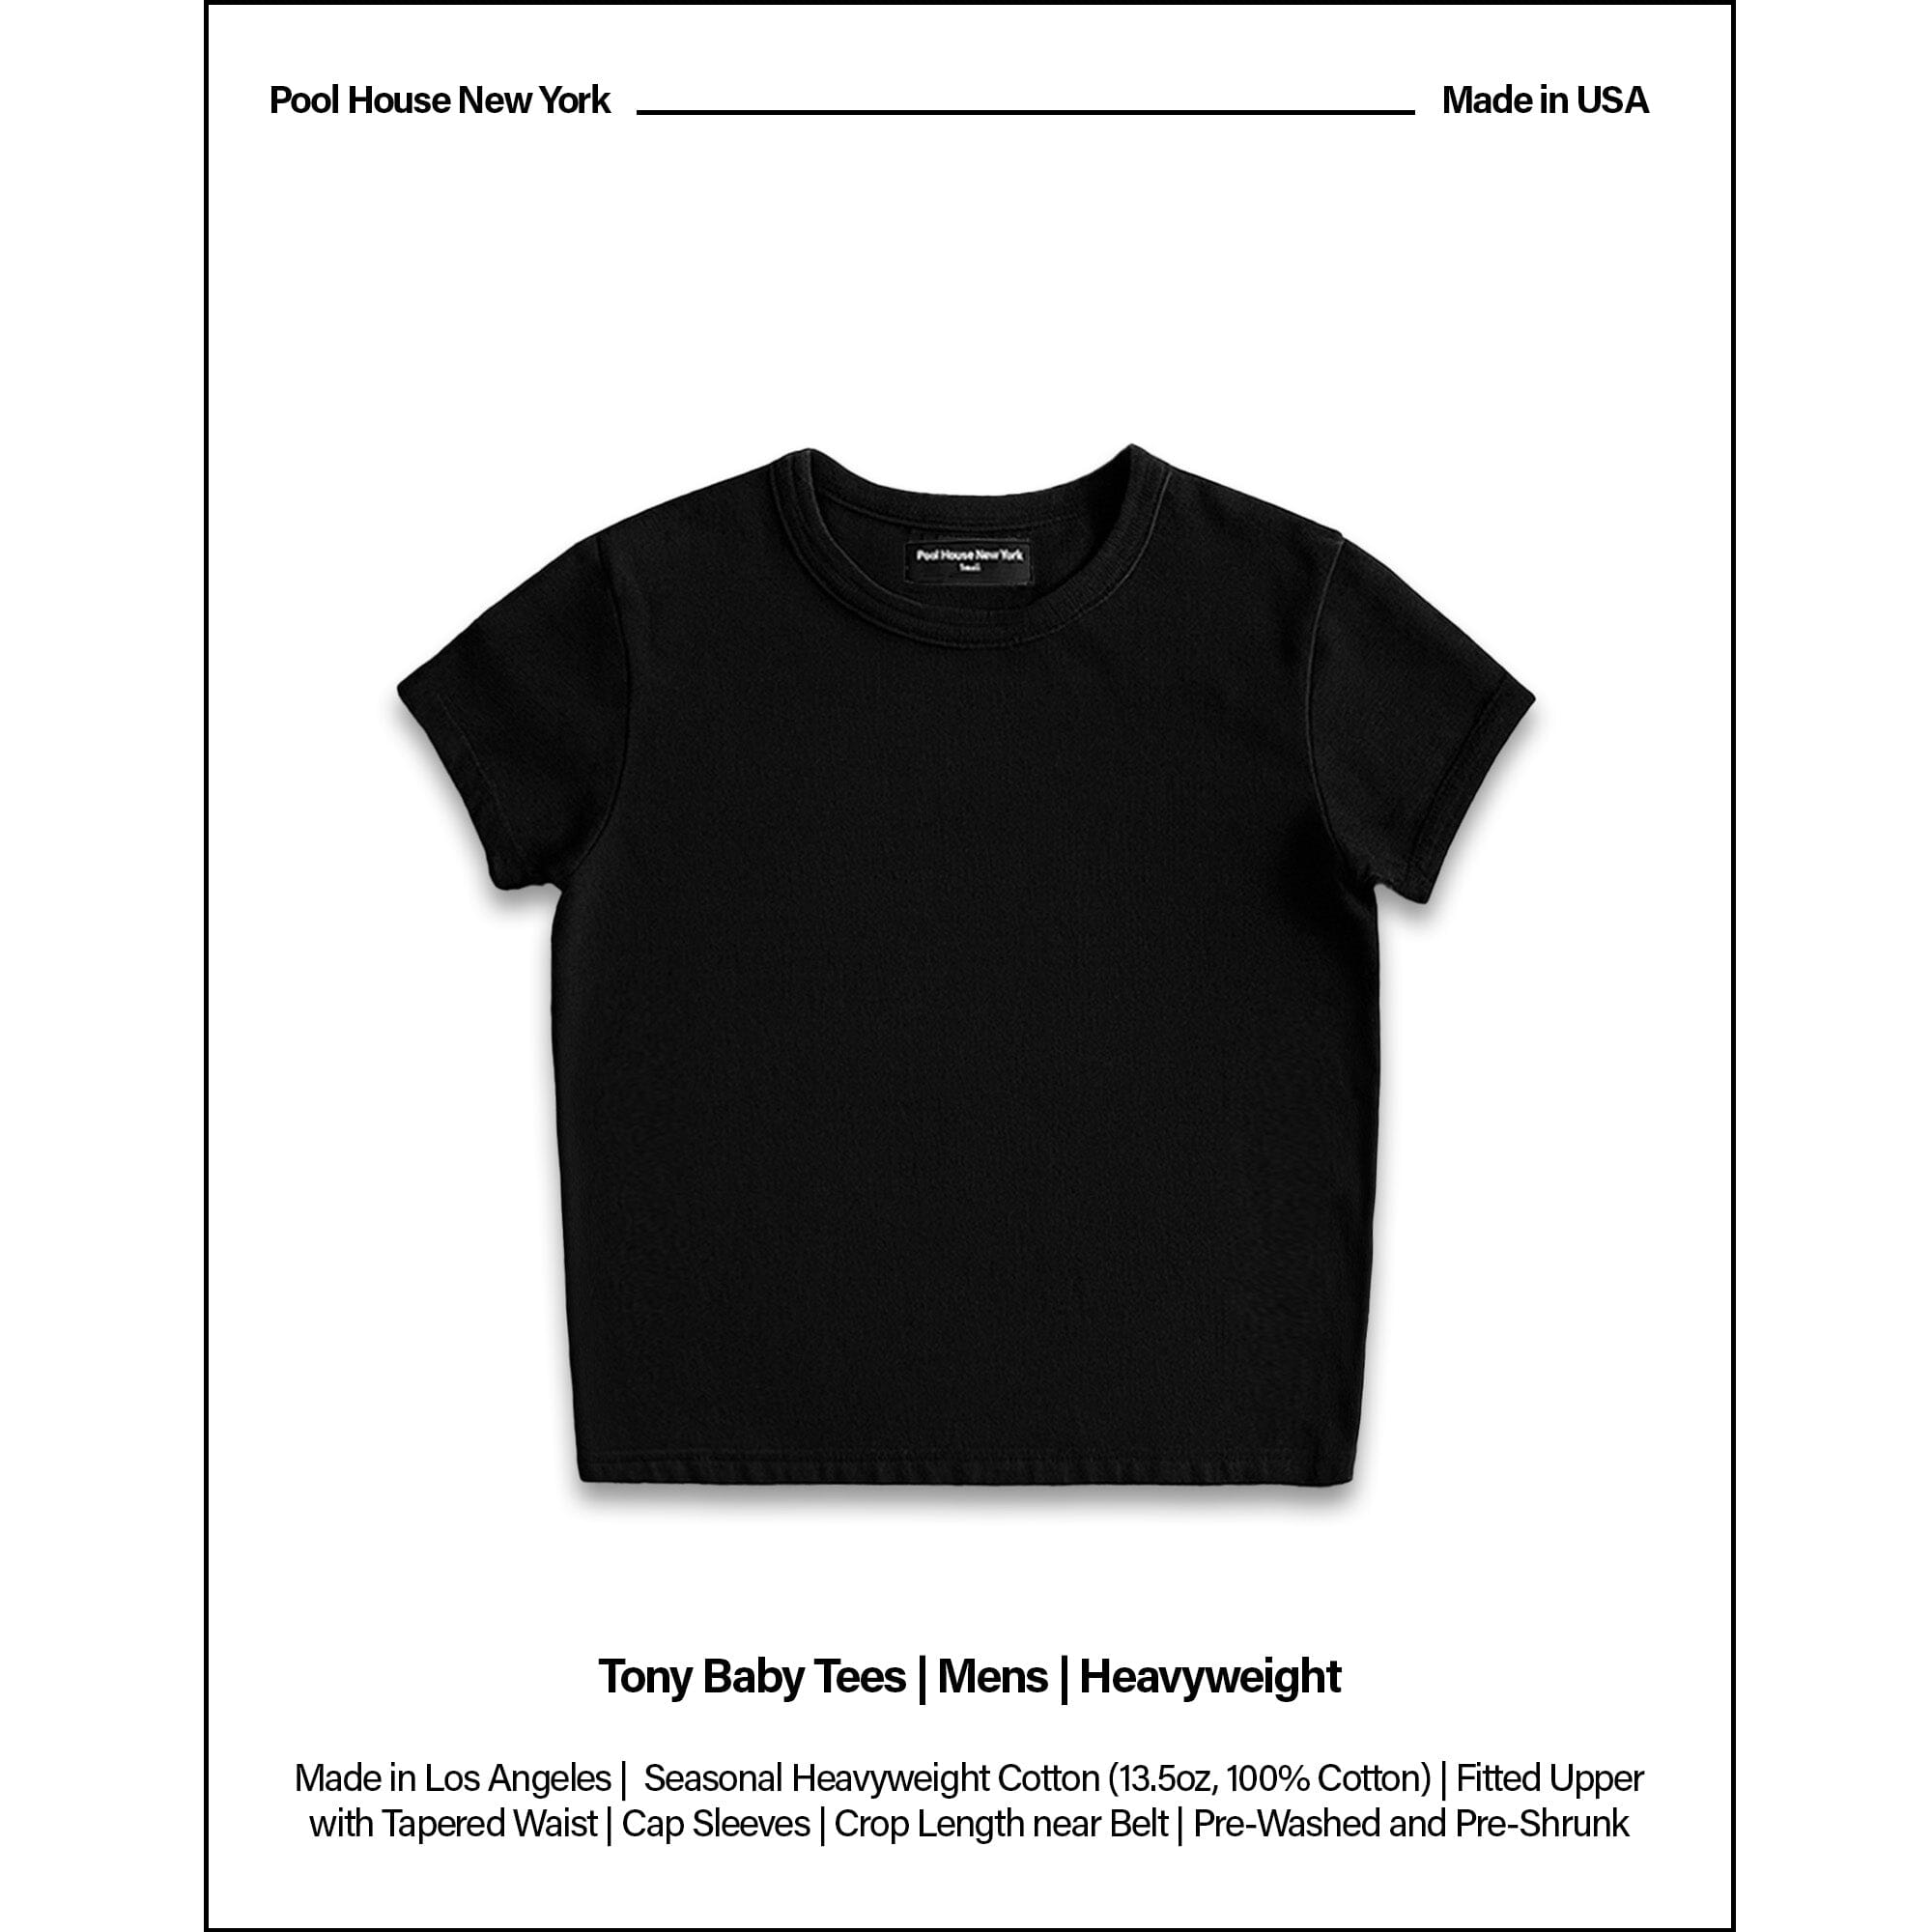 Pool House New York
Made in USA
Pool House New York
Small
Tony Baby Tees | Mens | Heavyweight
Made in Los Angeles | Seasonal Heavyweight Cotton (13.5oz, 100% Cotton) | Fitted Upper
with Tapered Waist | Cap Sleeves | Crop Length near Belt | Pre-Washed and Pre-Shrunk